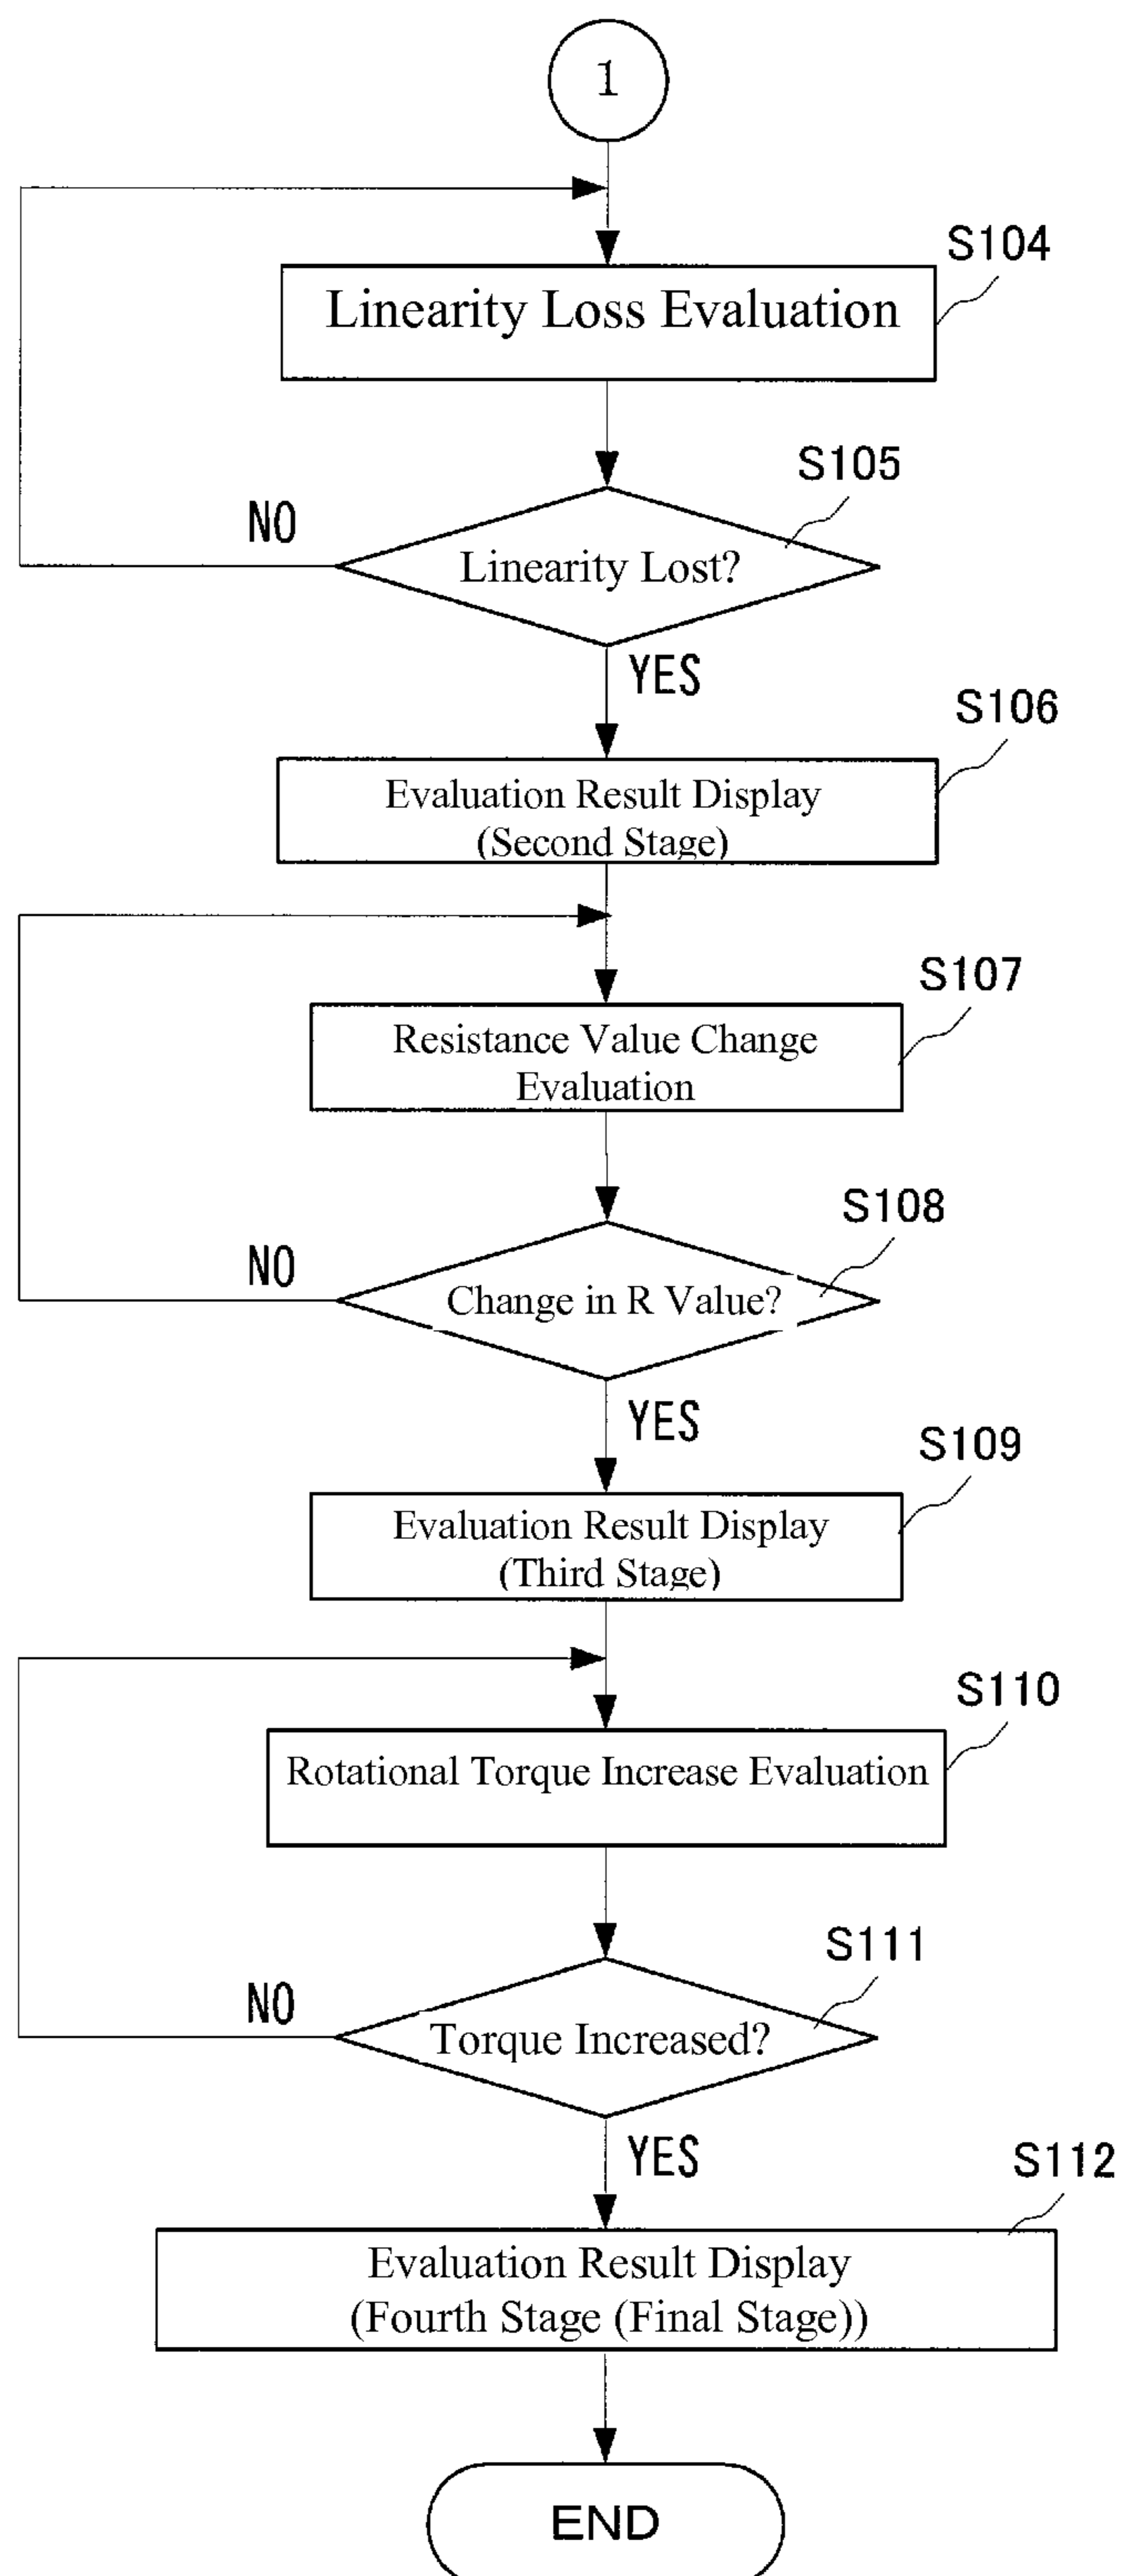 1
S104
Linearity Loss Evaluation
S105
NO
Linearity Lost?
YES
S106
Evaluation Result Display
(Second Stage)
S107
Resistance Value Change
Evaluation
S108
NO
Change in R Value?
YES
S109
Evaluation Result Display
(Third Stage)
S110
Rotational Torque Increase Evaluation
S111
NO
Torque Increased?
YES
S112
Evaluation Result Display
(Fourth Stage (Final Stage))
END